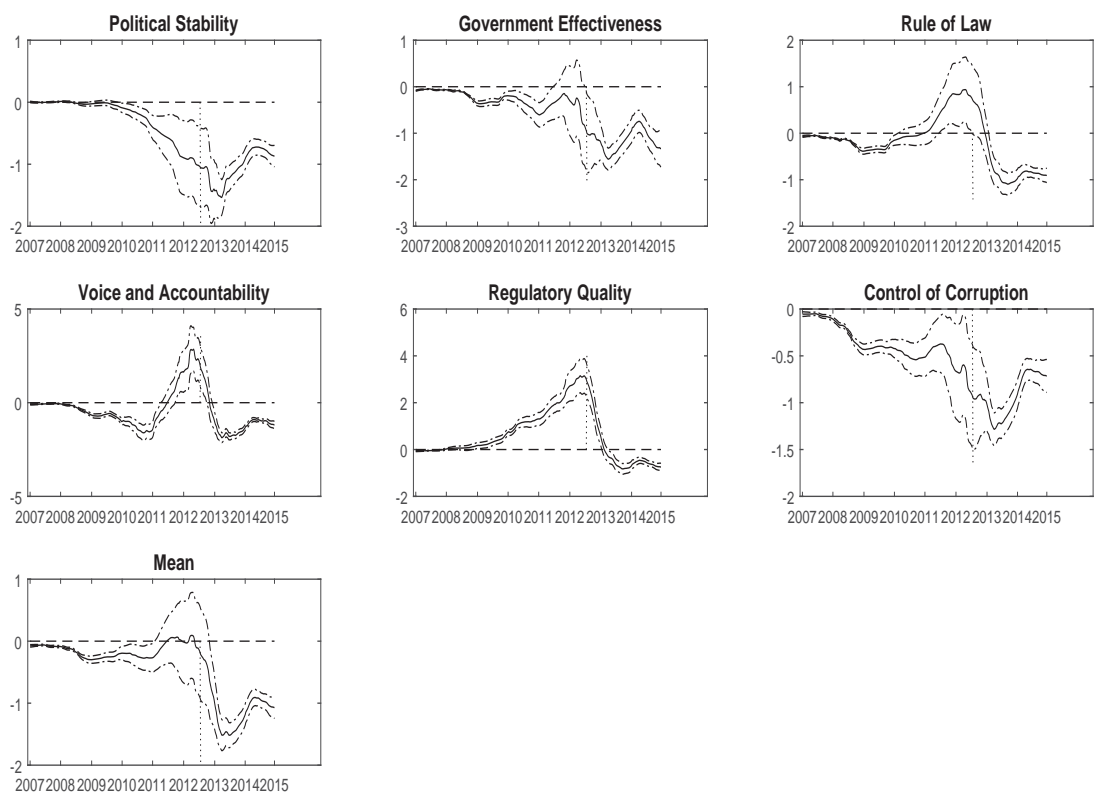 Political Stability
1
0
-1
-2
2007 2008 2009 2010 2011 2012 2013 2014 2015
Government Effectiveness
1
0
-1
-2
-3
2007 2008 2009 2010 2011 2012 2013 2014 2015
Rule of Law
2
1
0
-1
-2
2007 2008 2009 2010 2011 2012 2013 2014 2015
Voice and Accountability
5
0
-5
2007 2008 2009 2010 2011 2012 2013 2014 2015
Regulatory Quality
6
4
2
0
-2
2007 2008 2009 2010 2011 2012 2013 2014 2015
Control of Corruption
0
-0.5
-1
-1.5
-2
2007 2008 2009 2010 2011 2012 2013 2014 2015
Mean
1
0
-1
-2
2007 2008 2009 2010 2011 2012 2013 2014 2015